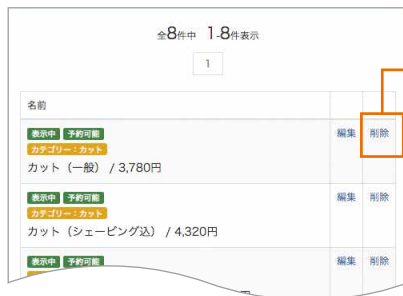 全8件中 1-8件表示
1
名前
表示中 予約可能 編集 削除
カテゴリー：カット
カット（一般） / 3,780円
表示中 予約可能 編集 削除
カテゴリー：カット
カット（シェービング込） / 4,320円
表示中 予約可能 編集 削除